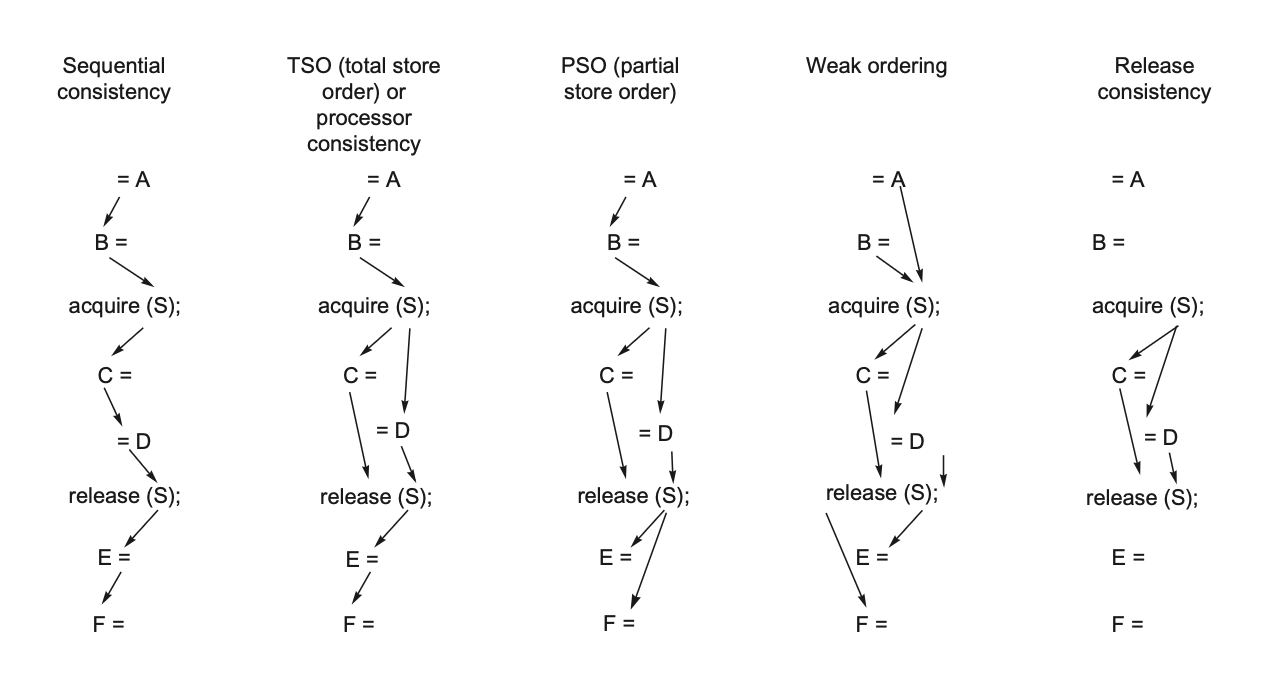 Sequential
consistency
= A
B =
acquire (S);
C =
= D
release (S);
E =
F =
TSO (total store
order) or
processor
consistency
= A
B =
acquire (S);
C =
= D
release (S);
E =
F =
PSO (partial
store order)
= A
B =
acquire (S);
C =
= D
release (S);
E =
F =
Weak ordering
= A
B =
acquire (S);
C =
= D
release (S);
E =
F =
Release
consistency
= A
B =
acquire (S);
C =
= D
release (S);
E =
F =